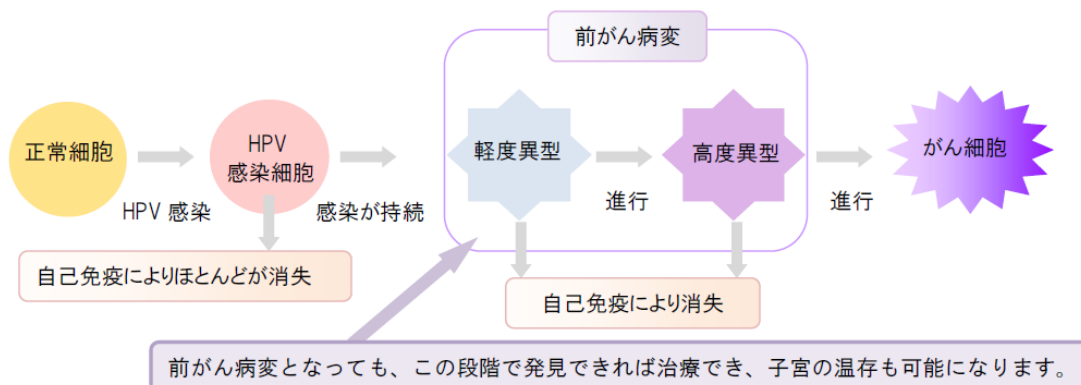 前がん病変
正常細胞
HPV
感染細胞
軽度異型
高度異型
がん細胞
HPV 感染
感染が持続
進行
進行
自己免疫によりほとんどが消失
自己免疫により消失
前がん病変となっても、この段階で発見できれば治療でき、子宮の温存も可能になります。